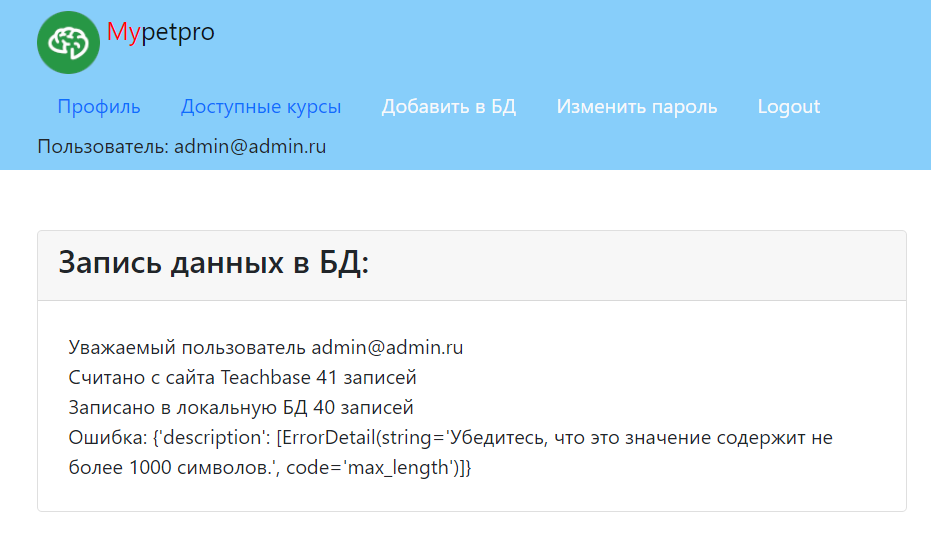 Mypetpro
Профиль Доступные курсы Добавить в БД Изменить пароль Logout
Пользователь: admin@admin.ru
Запись данных в БД:
Уважаемый пользователь admin@admin.ru
Считано с сайта Teachbase 41 записей
Записано в локальную БД 40 записей
Ошибка: {'description': [ErrorDetail(string='Убедитесь, что это значение содержит не
более 1000 символов.', code='max_length')]}